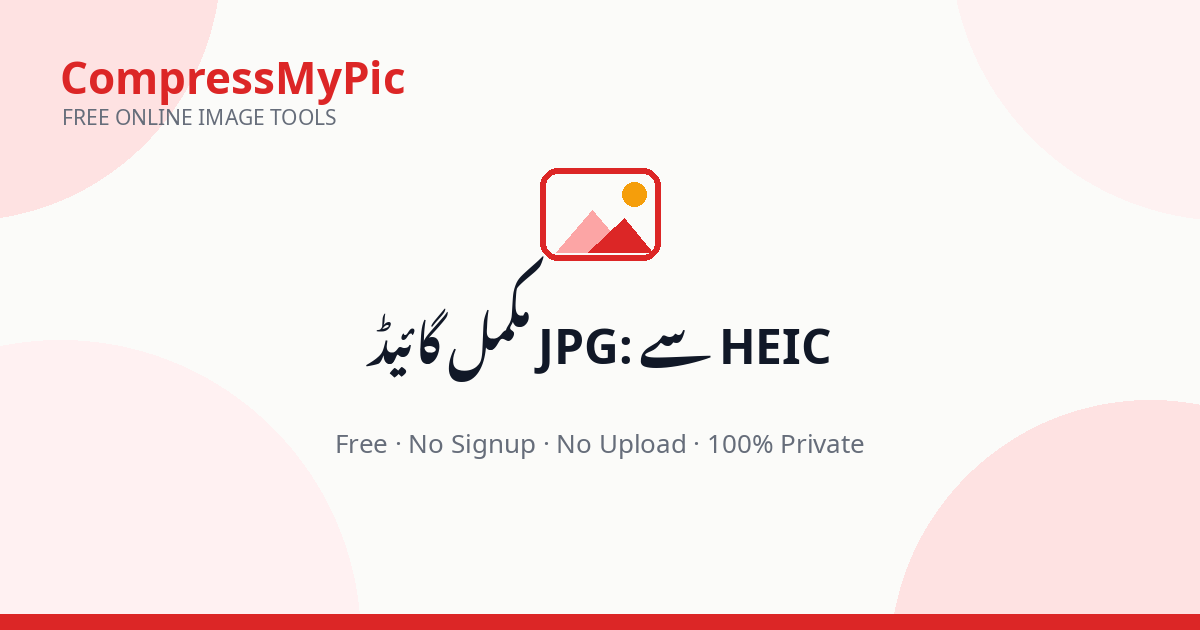 CompressMyPic
FREE ONLINE IMAGE TOOLS
HEIC سے JPG: مکمل گائیڈ
Free · No Signup · No Upload · 100% Private